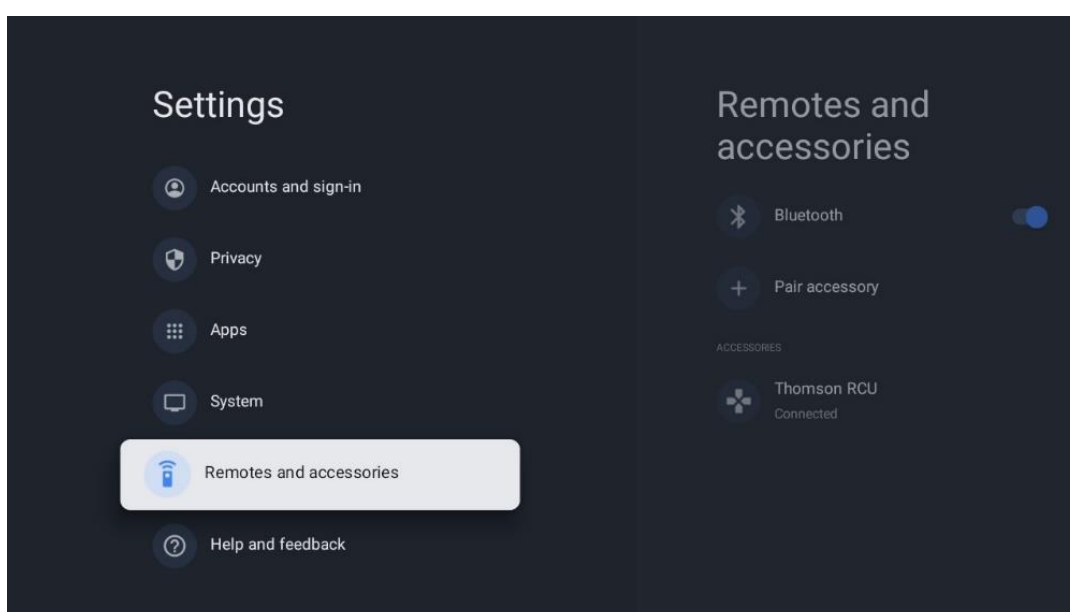 Settings
Accounts and sign-in
Privacy
Apps
System
Remotes and accessories
Help and feedback
Remotes and
accessories
Bluetooth
Pair accessory
ACCESSORIES
Thomson RCU
Connected